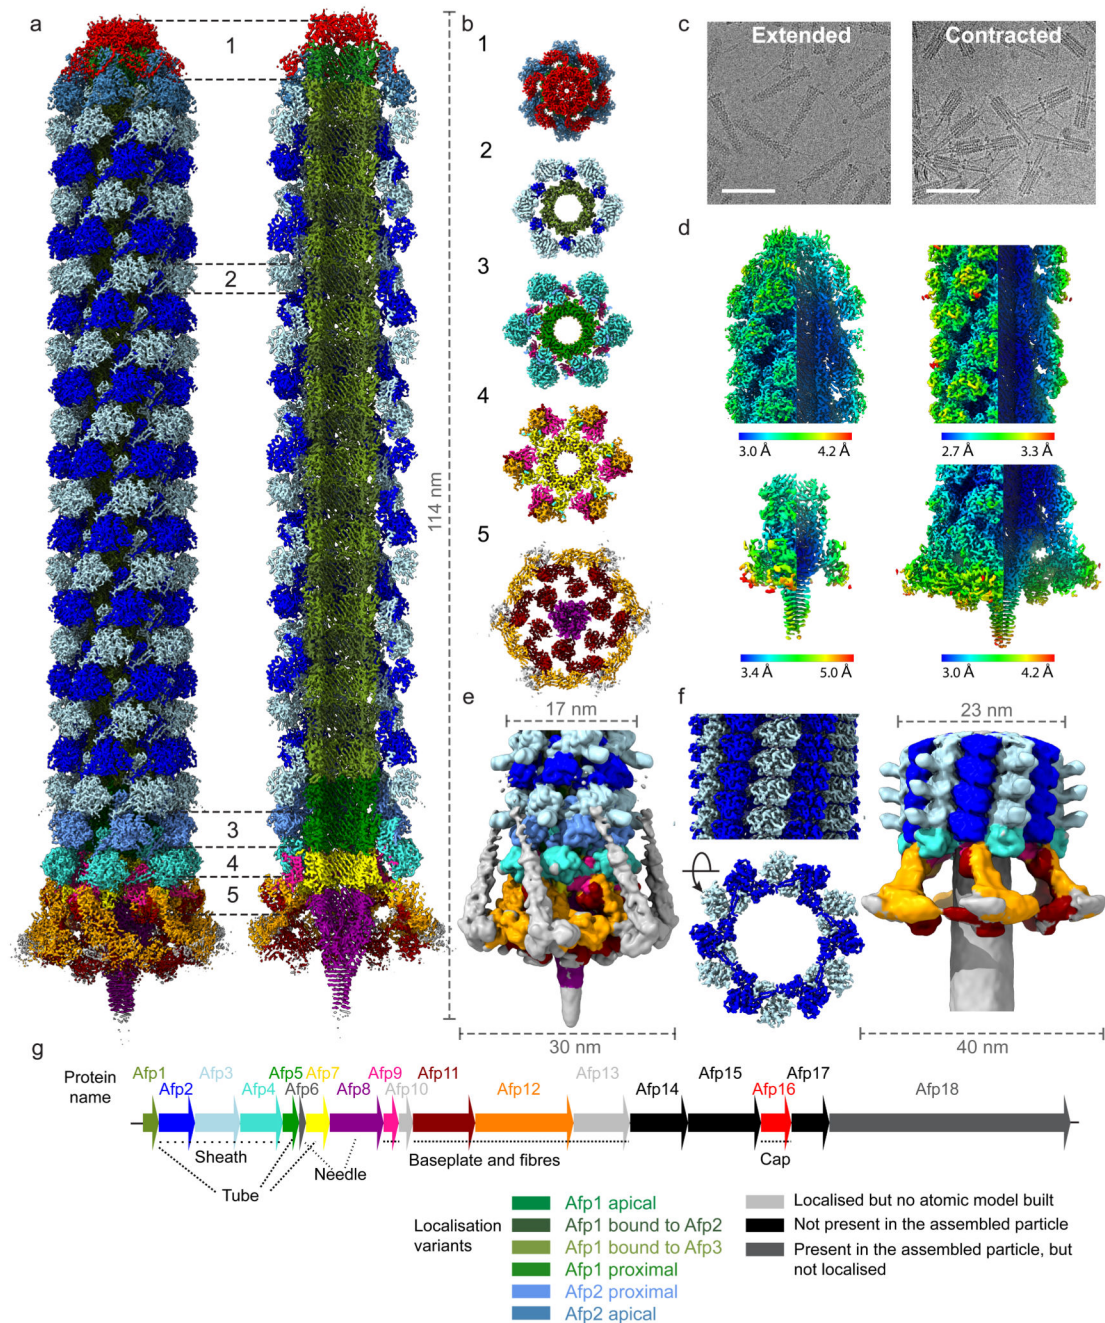 a
b
c
1
2
3
4
5
114 nm
1
2
3
4
5
Extended
Contracted
d
3.0 Å
4.2 Å
2.7 Å
3.3 Å
3.4 Å
5.0 Å
3.0 Å
4.2 Å
e
17 nm
30 nm
f
23 nm
40 nm
g
Protein name
Afp1
Afp2
Afp3
Afp4
Afp5
Afp6
Afp7
Afp8
Afp9
Afp10
Afp11
Afp12
Afp13
Afp14
Afp15
Afp16
Afp17
Afp18
Sheath
Tube
Needle
Baseplate and fibres
Cap
Localisation variants
Afp1 apical
Afp1 bound to Afp2
Afp1 bound to Afp3
Afp1 proximal
Afp2 proximal
Afp2 apical
Localised but no atomic model built
Not present in the assembled particle
Present in the assembled particle, but
not localised